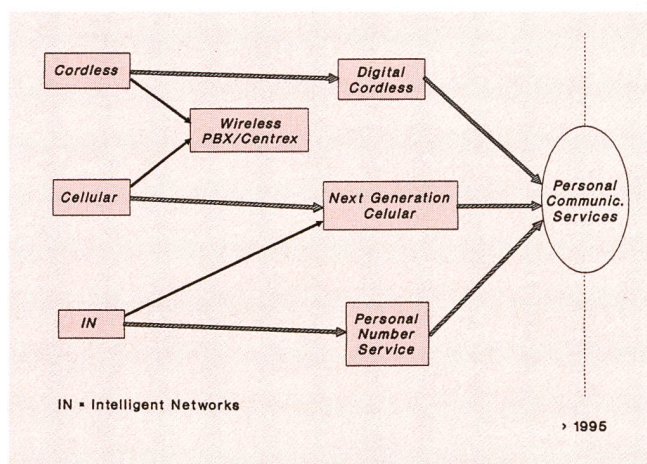 Cordless
Digital
Cordless
Wireless
PBX/Centrex
Cellular
Next Generation
Celular
Personal
Communic.
Services
IN
Personal
Number
Service
IN = Intelligent Networks
> 1995